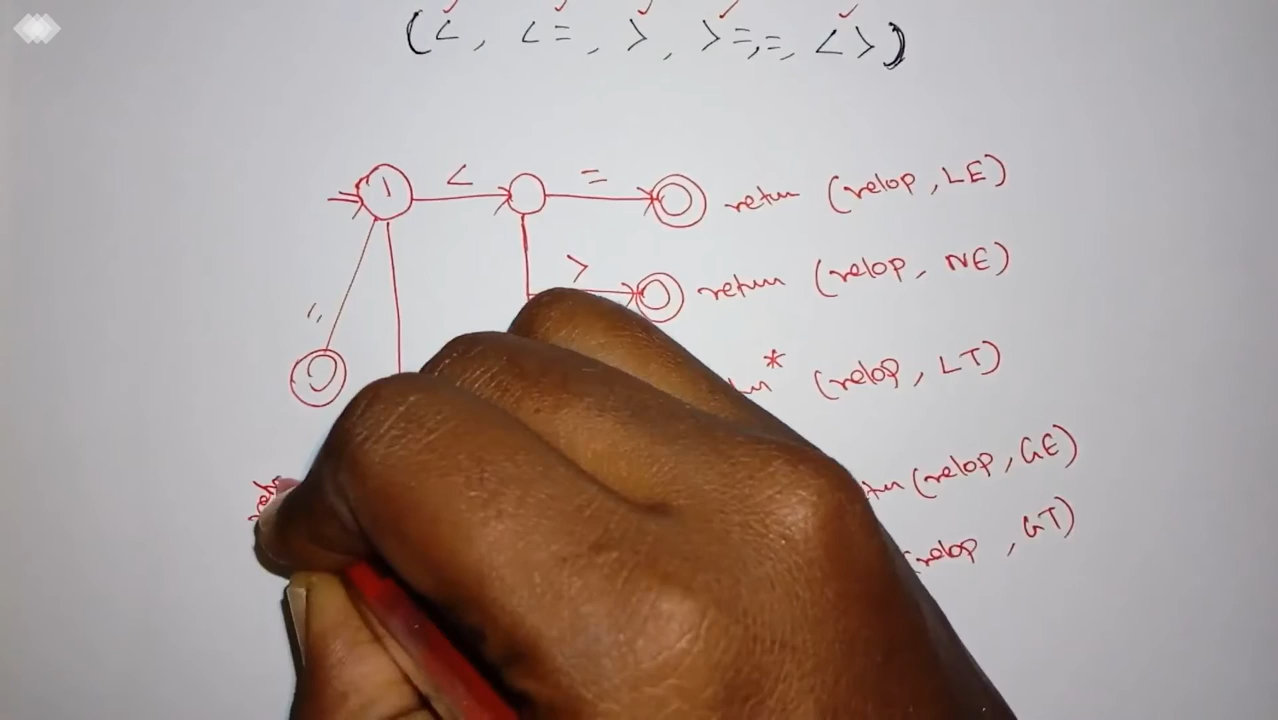 (<, <=, >, >=, =, <>)
1 < = return (relop, LE)
> return (relop, NE)
=
* (relop, LT)
(relop, GE)
(relop, GT)